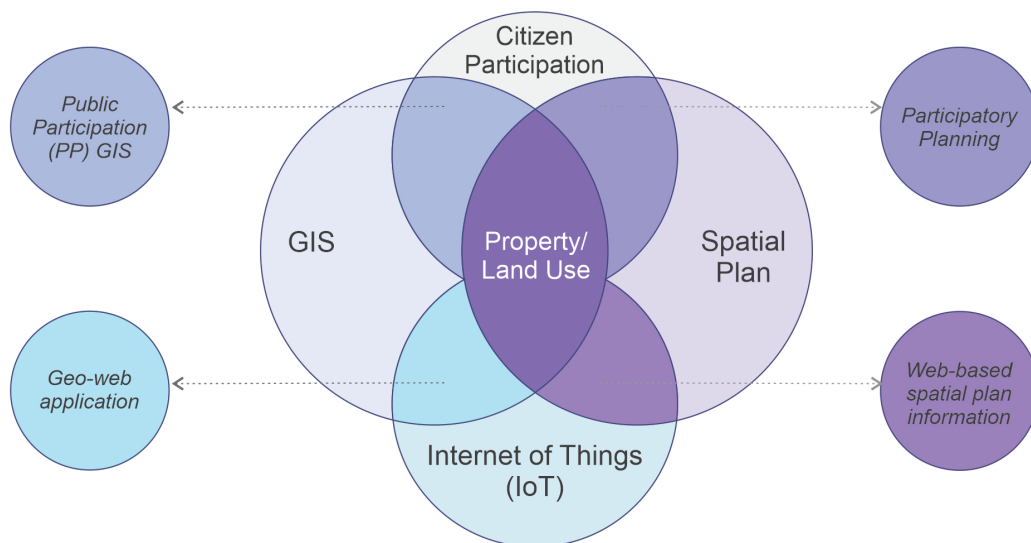 Citizen
Participation
Public
Participation
(PP) GIS
Participatory
Planning
GIS
Property/
Land Use
Spatial
Plan
Geo-web
application
Web-based
spatial plan
information
Internet of Things
(IoT)